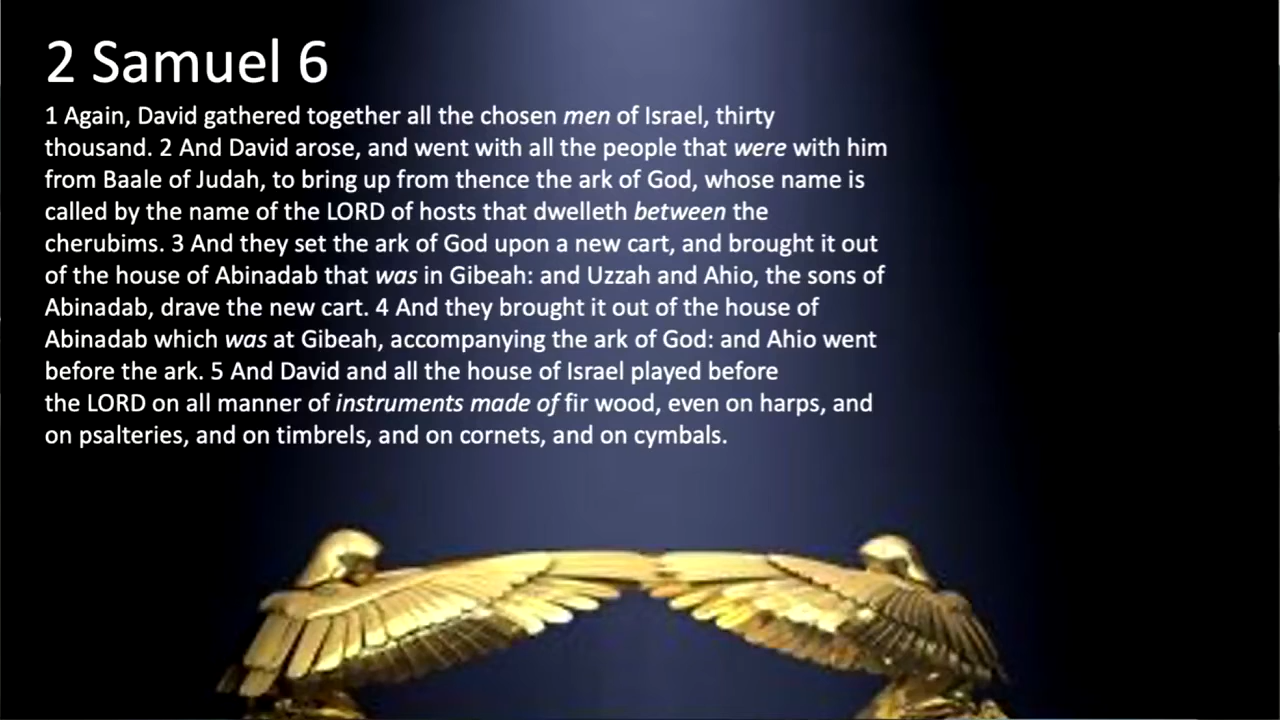 2 Samuel 6
1 Again, David gathered together all the chosen men of Israel, thirty
thousand. 2 And David arose, and went with all the people that were with him
from Baale of Judah, to bring up from thence the ark of God, whose name is
called by the name of the LORD of hosts that dwelleth between the
cherubims. 3 And they set the ark of God upon a new cart, and brought it out
of the house of Abinadab that was in Gibeah: and Uzzah and Ahio, the sons of
Abinadab, drave the new cart. 4 And they brought it out of the house of
Abinadab which was at Gibeah, accompanying the ark of God: and Ahio went
before the ark. 5 And David and all the house of Israel played before
the LORD on all manner of instruments made of fir wood, even on harps, and
on psalteries, and on timbrels, and on cornets, and on cymbals.